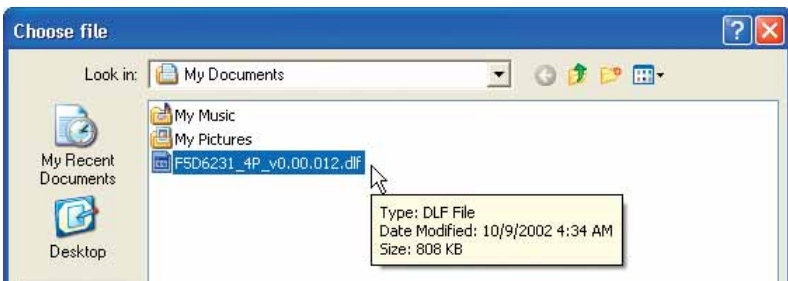 Choose file
Look in:
My Documents
My Music
My Pictures
F5D6231_4P_v0.00.012.dlf
My Recent
Documents
Desktop
Type: DLF File
Date Modified: 10/9/2002 4:34 AM
Size: 808 KB